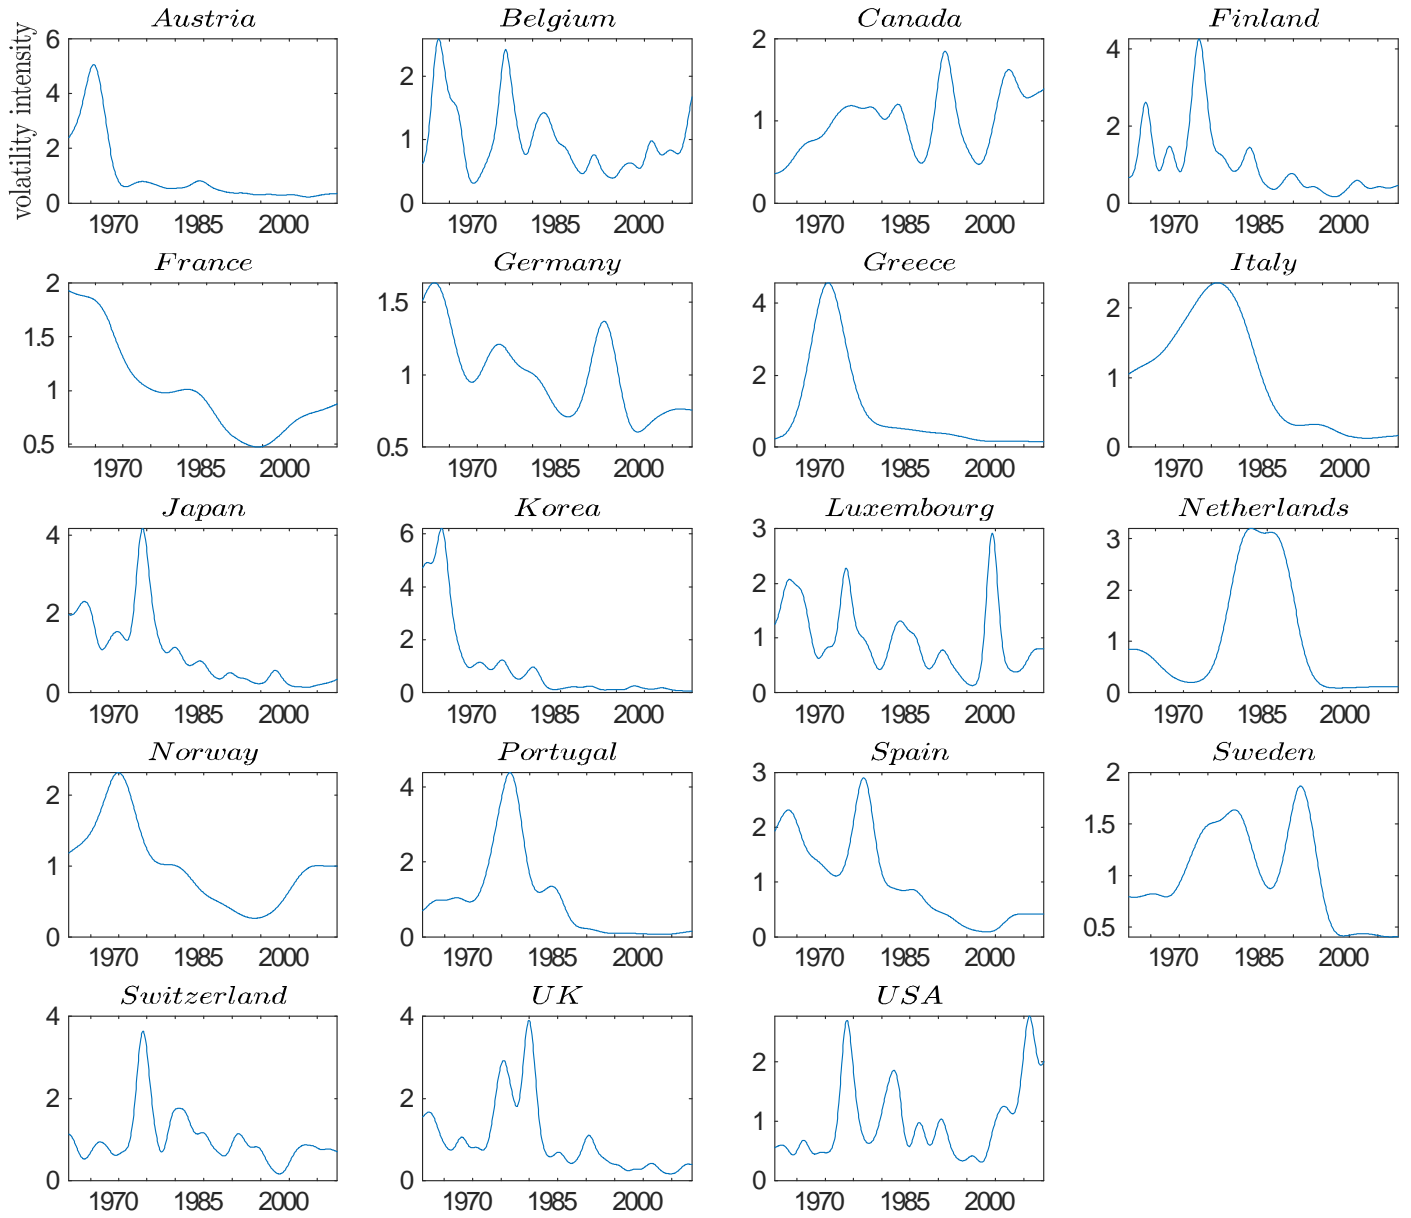 Austria Belgium Canada Finland
volatility intensity
6
4
2
0
1970 1985 2000
2
1
0
1970 1985 2000
2
1
0
1970 1985 2000
4
2
0
1970 1985 2000
France Germany Greece Italy
2
1.5
1
0.5
1970 1985 2000
1.5
1
0.5
1970 1985 2000
4
2
0
1970 1985 2000
2
1
0
1970 1985 2000
Japan Korea Luxembourg Netherlands
4
2
0
1970 1985 2000
6
4
2
0
1970 1985 2000
3
2
1
0
1970 1985 2000
3
2
1
0
1970 1985 2000
Norway Portugal Spain Sweden
2
1
0
1970 1985 2000
4
2
0
1970 1985 2000
3
2
1
0
1970 1985 2000
2
1.5
1
0.5
1970 1985 2000
Switzerland UK USA
4
2
0
1970 1985 2000
4
2
0
1970 1985 2000
2
1
0
1970 1985 2000